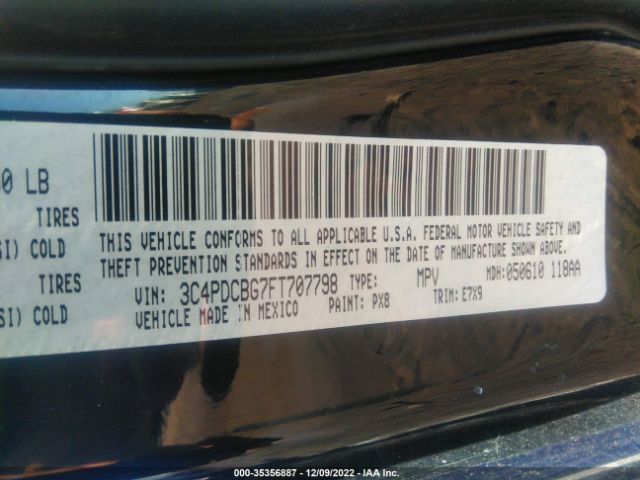 0 LB
TIRES
SI) COLD
TIRES
SI) COLD
THIS VEHICLE CONFORMS TO ALL APPLICABLE U.S.A. FEDERAL MOTOR VEHICLE SAFETY AND
THEFT PREVENTION STANDARDS IN EFFECT ON THE DATE OF MANUFACTURE SHOWN ABOVE.
VIN: 3C4PDCBG7FT707798 TYPE: MPV MDH:050610 118AA
VEHICLE MADE IN MEXICO PAINT: PX8 TRIM: E7X9
000-35356887 - 12/09/2022 - IAA Inc.